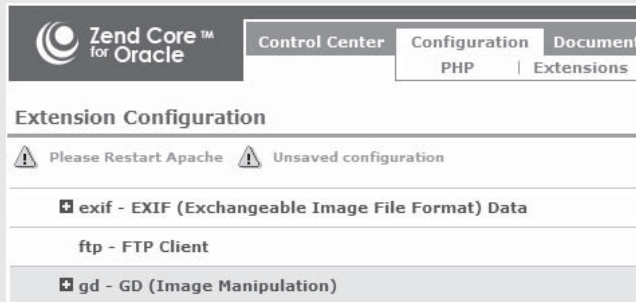 Zend Core™
for Oracle
Control Center Configuration Document
PHP | Extensions
Extension Configuration
Please Restart Apache Unsaved configuration
exif - EXIF (Exchangeable Image File Format) Data
ftp - FTP Client
gd - GD (Image Manipulation)